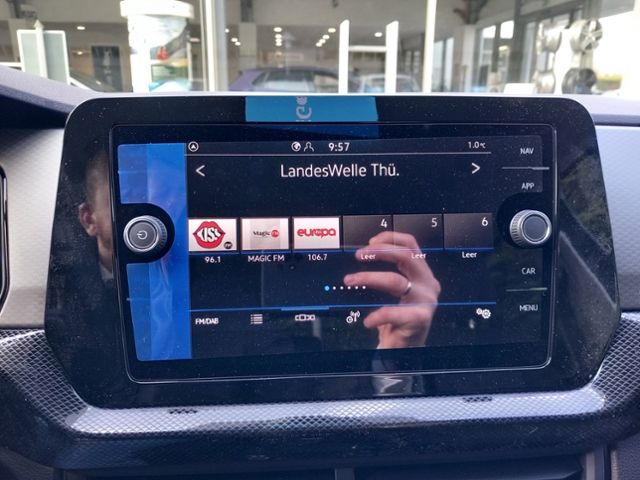 9:57
1.0°C
NAV
< LandesWelle Thü. >
APP
KISS FM
Magic FM
europa
4
5
6
96.1
MAGIC FM
106.7
Leer
Leer
Leer
CAR
MENU
FM/DAB